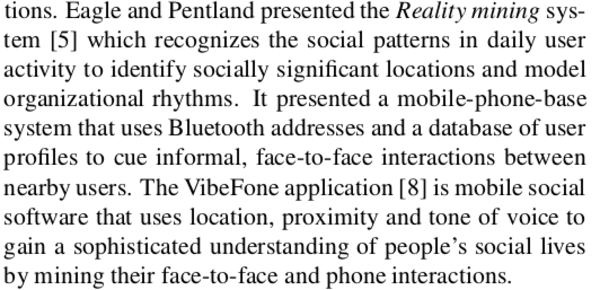 tions. Eagle and Pentland presented the Reality mining sys-
tem [5] which recognizes the social patterns in daily user
activity to identify socially significant locations and model
organizational rhythms. It presented a mobile-phone-base
system that uses Bluetooth addresses and a database of user
profiles to cue informal, face-to-face interactions between
nearby users. The VibeFone application [8] is mobile social
software that uses location, proximity and tone of voice to
gain a sophisticated understanding of people's social lives
by mining their face-to-face and phone interactions.